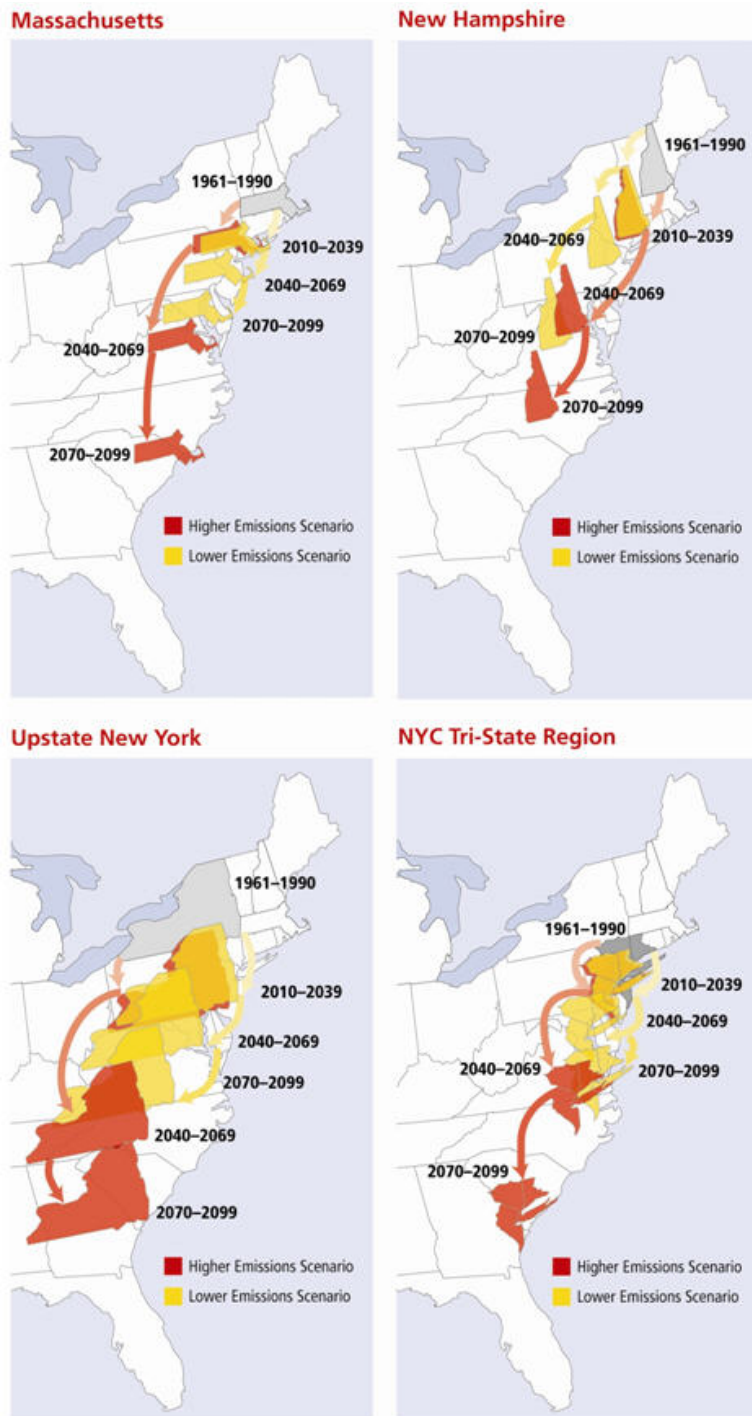 Massachusetts
1961–1990
2010–2039
2040–2069
2070–2099
2040–2069
2070–2099
Higher Emissions Scenario
Lower Emissions Scenario
New Hampshire
1961–1990
2010–2039
2040–2069
2040–2069
2070–2099
2070–2099
Higher Emissions Scenario
Lower Emissions Scenario
Upstate New York
1961–1990
2010–2039
2040–2069
2070–2099
2040–2069
2070–2099
Higher Emissions Scenario
Lower Emissions Scenario
NYC Tri-State Region
1961–1990
2010–2039
2040–2069
2040–2069
2070–2099
2070–2099
Higher Emissions Scenario
Lower Emissions Scenario